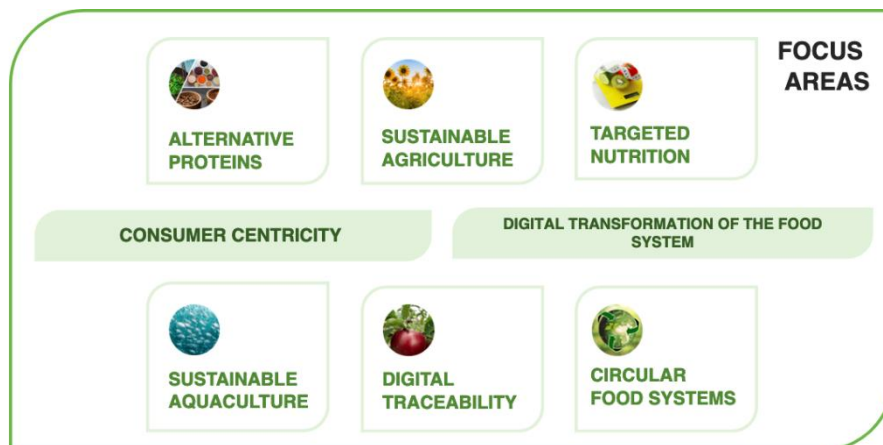 FOCUS
AREAS
ALTERNATIVE
PROTEINS
SUSTAINABLE
AGRICULTURE
TARGETED
NUTRITION
CONSUMER CENTRICITY
DIGITAL TRANSFORMATION OF THE FOOD
SYSTEM
SUSTAINABLE
AQUACULTURE
DIGITAL
TRACEABILITY
CIRCULAR
FOOD SYSTEMS